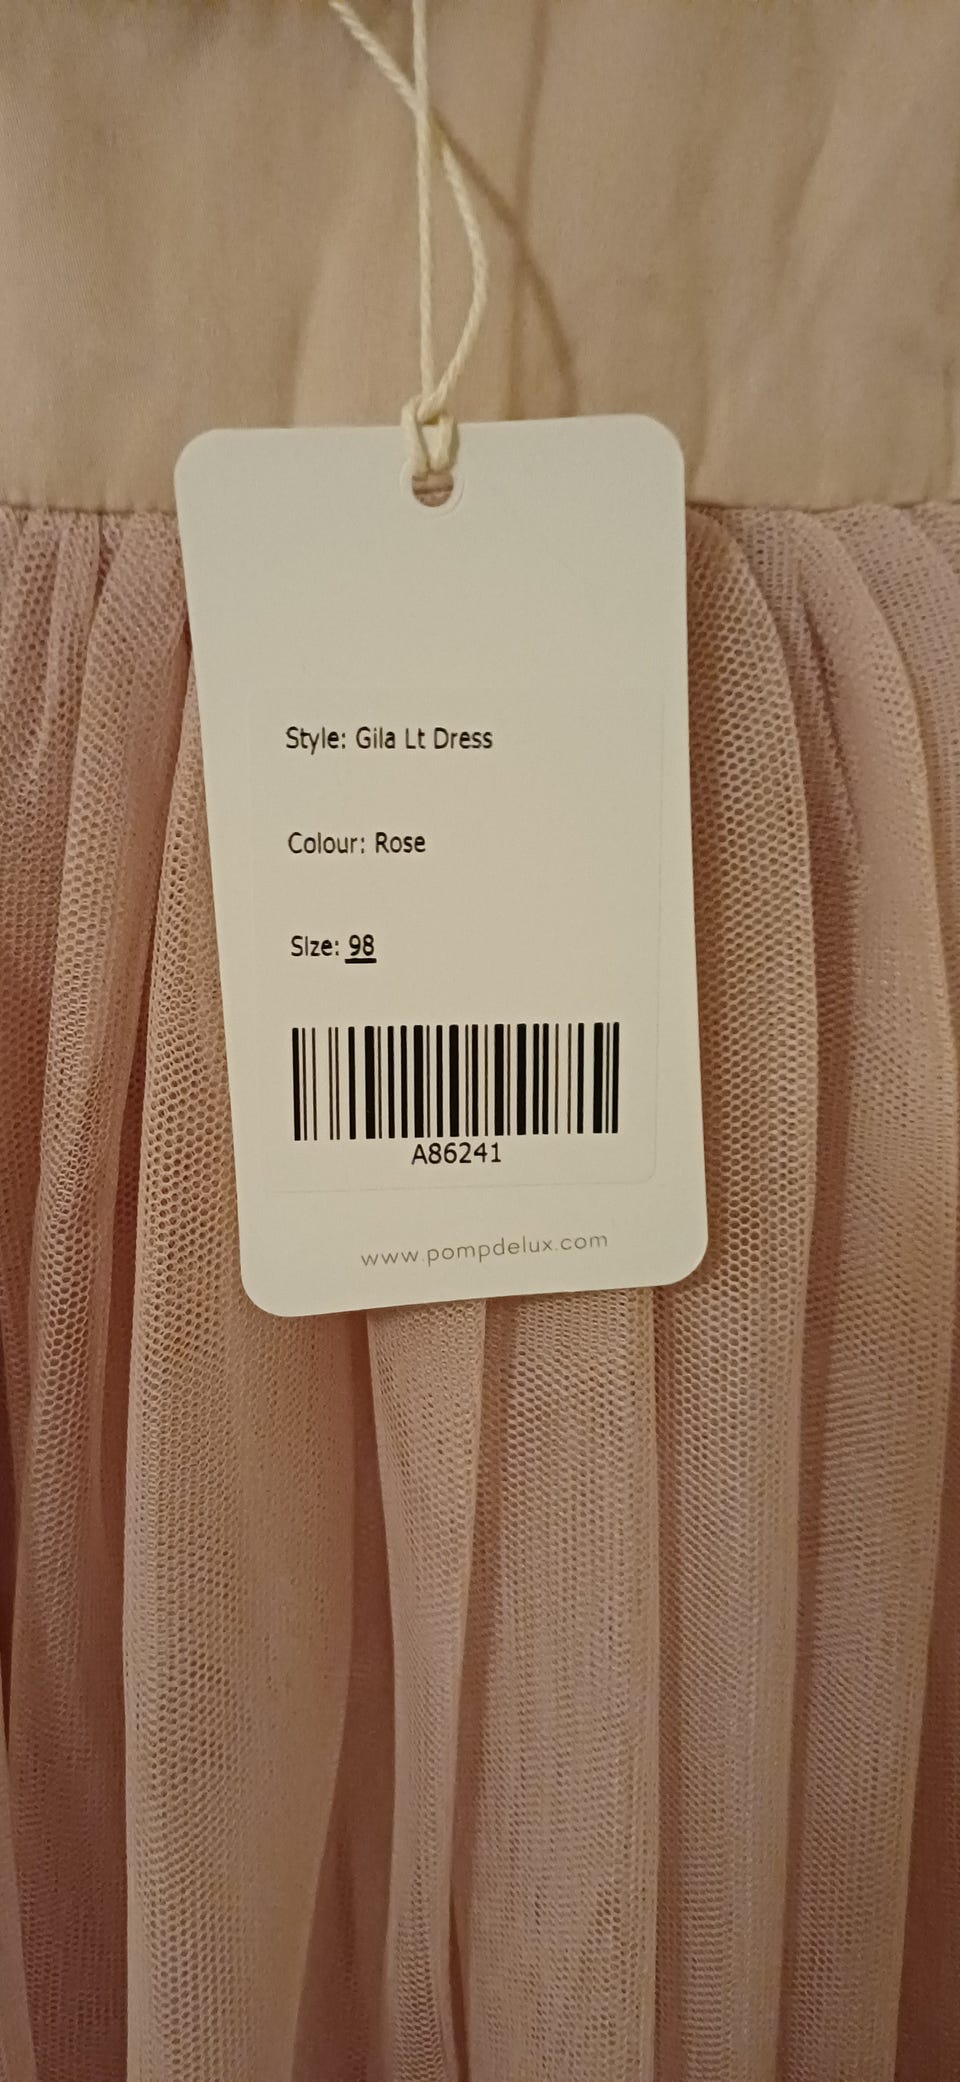 Style: Gila Lt Dress
Colour: Rose
SIze: 98
A86241
www.pompdelux.com